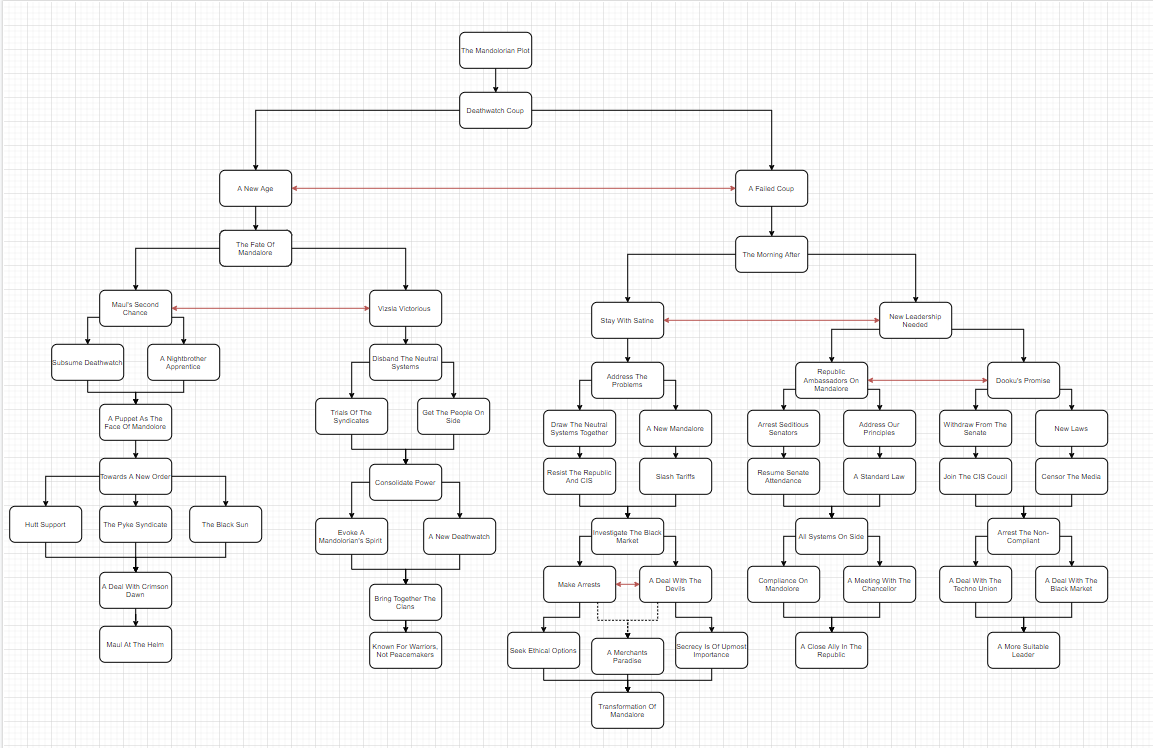 The Mandolorian Plot
Deathwatch Coup
A New Age
A Failed Coup
The Fate Of
Mandalore
The Morning After
Maul's Second
Chance
Vizsla Victorious
Stay With Satine
New Leadership
Needed
Subsume Deathwatch
A Nightbrother
Apprentice
Disband The Neutral
Systems
Address The
Problems
Republic
Ambassadors On
Mandalore
Dooku's Promise
A Puppet As The
Face Of Mandolore
Trials Of The
Syndicates
Get The People On
Side
Draw The Neutral
Systems Together
A New Mandalore
Arrest Seditious
Senators
Address Our
Principles
Withdraw From The
Senate
New Laws
Towards A New Order
Consolidate Power
Resist The Republic
And CIS
Slash Tariffs
Resume Senate
Attendance
A Standard Law
Join The CIS Coucil
Censor The Media
Hutt Support
The Pyke Syndicate
The Black Sun
Evoke A
Mandolorian's Spirit
A New Deathwatch
Investigate The Black
Market
All Systems On Side
Arrest The Non-
Compliant
A Deal With Crimson
Dawn
Bring Together The
Clans
Make Arrests
A Deal With The
Devils
Compliance On
Mandolore
A Meeting With The
Chancellor
A Deal With The
Techno Union
A Deal With The
Black Market
Maul At The Helm
Known For Warriors,
Not Peacemakers
Seek Ethical Options
A Merchants
Paradise
Secrecy Is Of Upmost
Importance
A Close Ally In The
Republic
A More Suitable
Leader
Transformation Of
Mandalore